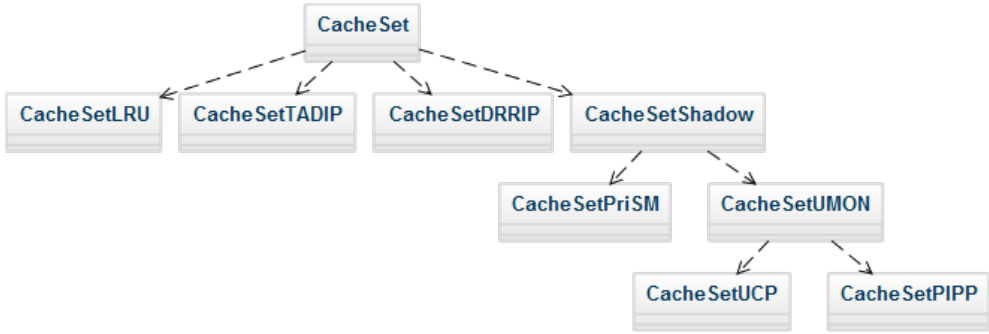 CacheSet
CacheSetLRU
CacheSetTADIP
CacheSetDRRIP
CacheSetShadow
CacheSetPriSM
CacheSetUMON
CacheSetUCP
CacheSetPIPP